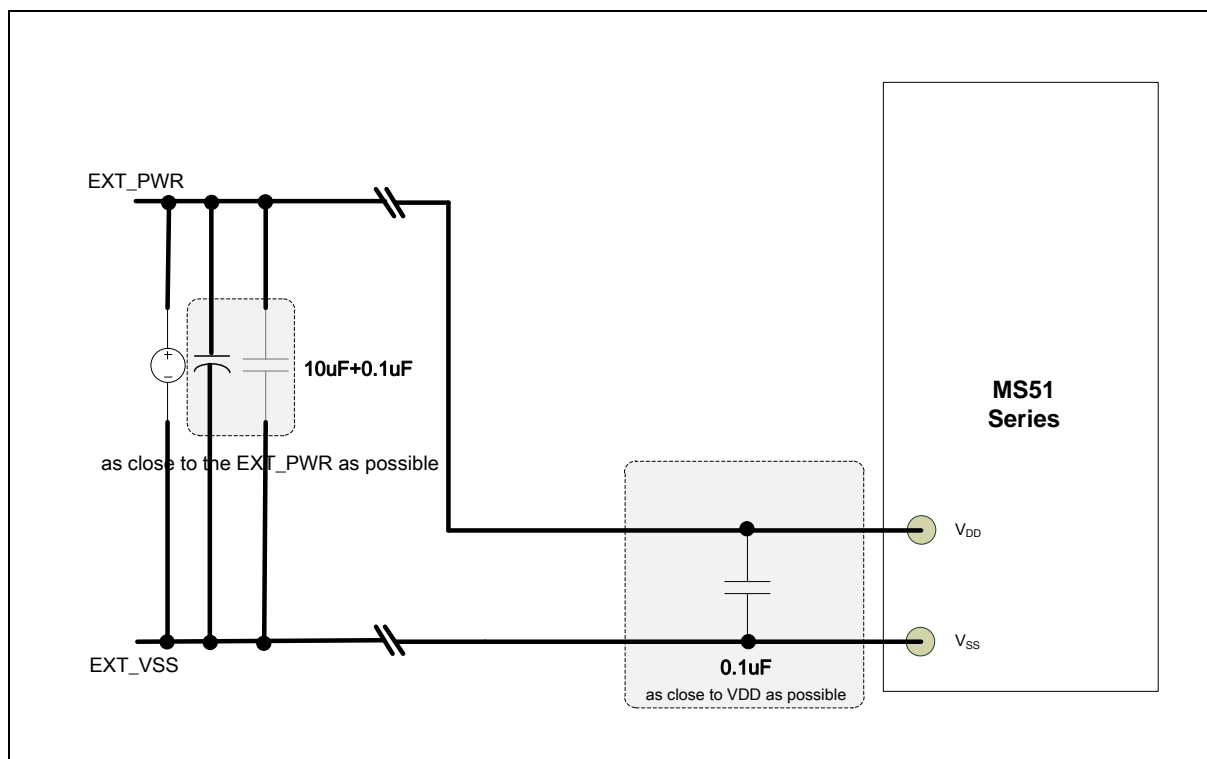 EXT_PWR
+
−
10uF+0.1uF
as close to the EXT_PWR as possible
MS51
Series
VDD
VSS
EXT_VSS
0.1uF
as close to VDD as possible